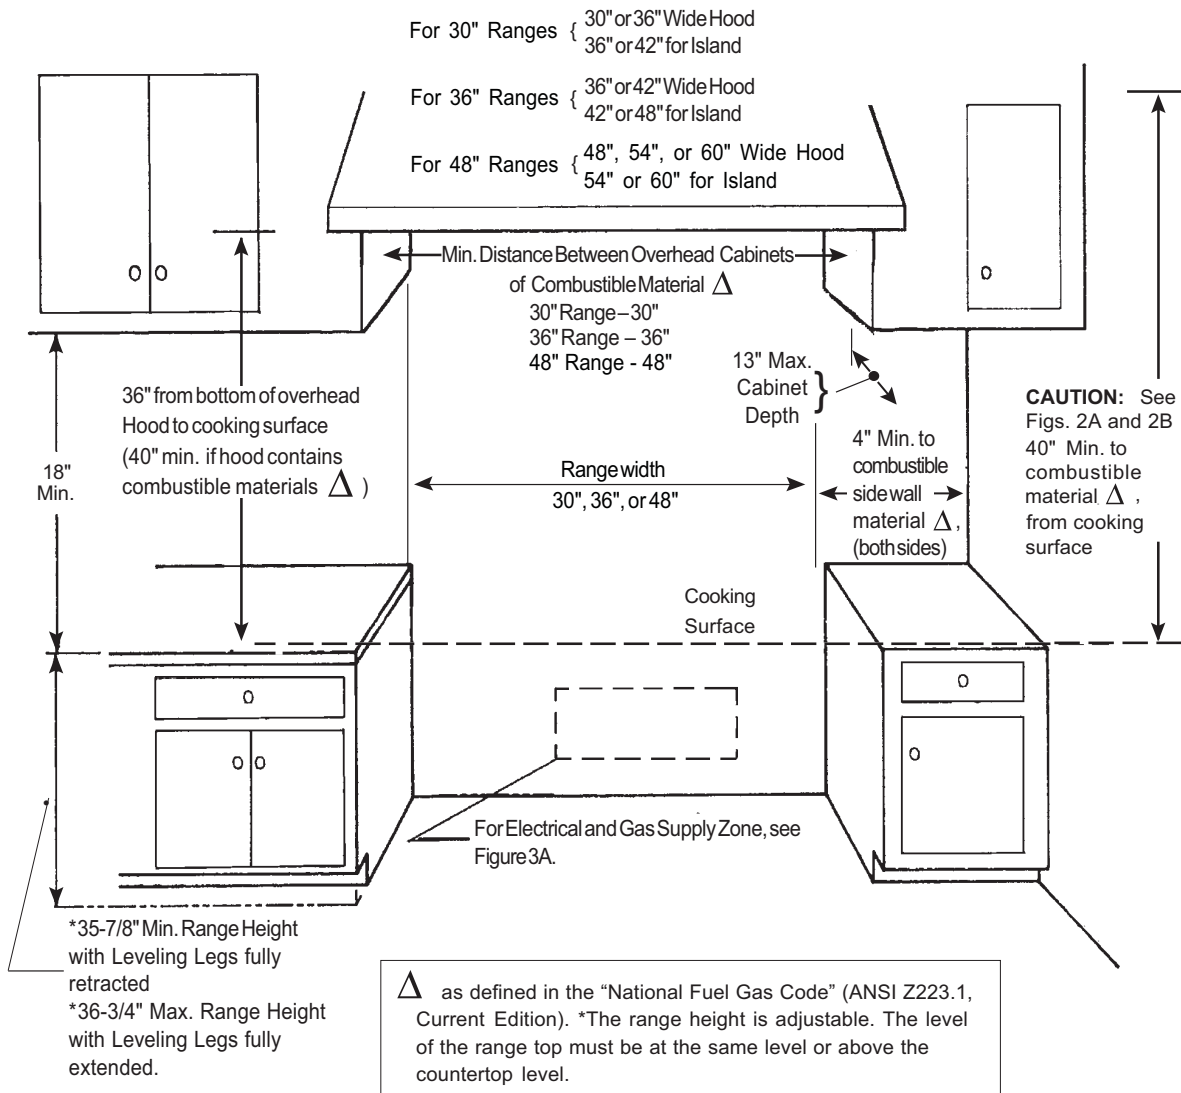 For 30" Ranges { 30" or 36" Wide Hood
36" or 42" for Island
For 36" Ranges { 36" or 42" Wide Hood
42" or 48" for Island
For 48" Ranges { 48", 54", or 60" Wide Hood
54" or 60" for Island
Min. Distance Between Overhead Cabinets
of Combustible Material Δ
30" Range – 30"
36" Range – 36"
48" Range - 48"
36" from bottom of overhead
Hood to cooking surface
(40" min. if hood contains
combustible materials Δ )
18"
Min.
13" Max.
Cabinet
Depth
Range width
30", 36", or 48"
4" Min. to
combustible
side wall
material Δ ,
(both sides)
CAUTION: See
Figs. 2A and 2B
40" Min. to
combustible
material Δ ,
from cooking
surface
Cooking
Surface
For Electrical and Gas Supply Zone, see
Figure 3A.
*35-7/8" Min. Range Height
with Leveling Legs fully
retracted
*36-3/4" Max. Range Height
with Leveling Legs fully
extended.
Δ as defined in the “National Fuel Gas Code” (ANSI Z223.1,
Current Edition). *The range height is adjustable. The level
of the range top must be at the same level or above the
countertop level.